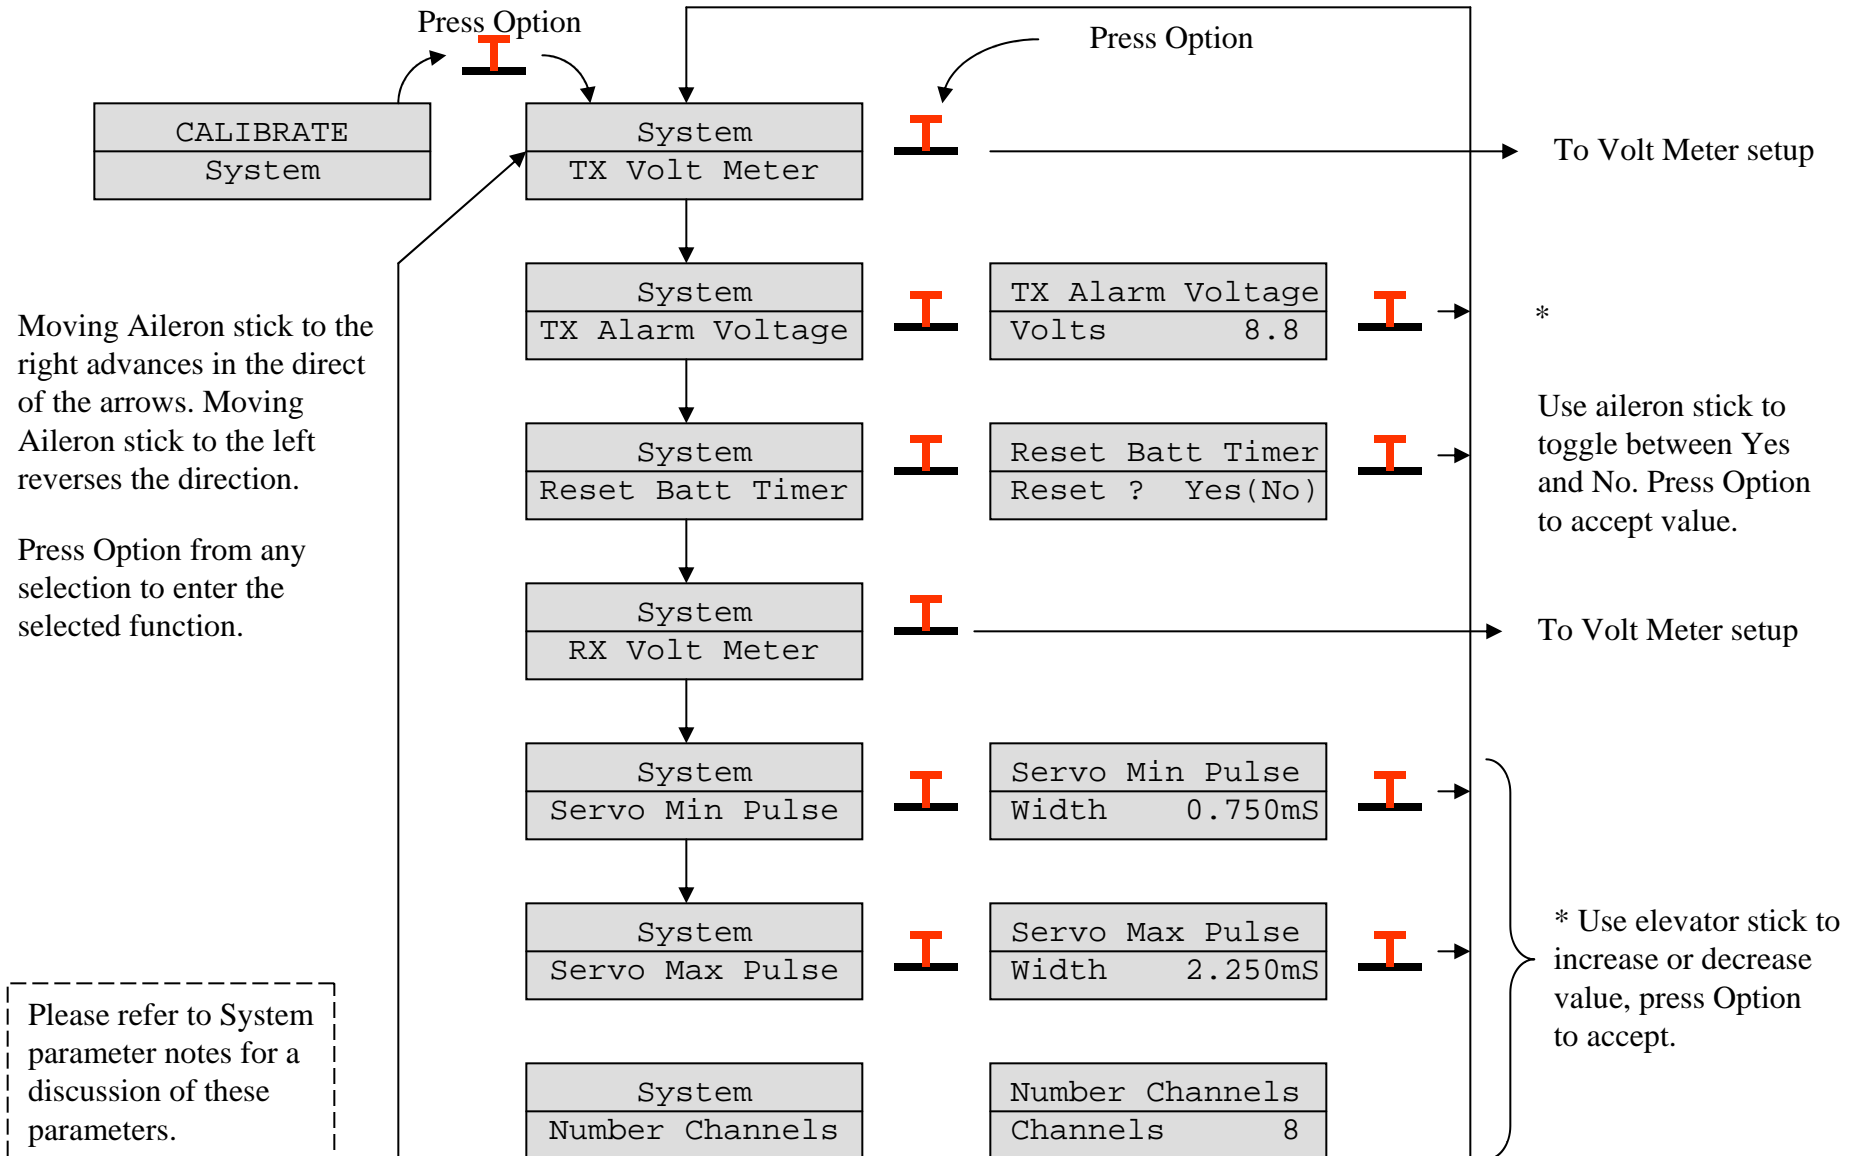 Press Option
Press Option
CALIBRATE
System
System
TX Volt Meter
To Volt Meter setup
System
TX Alarm Voltage
TX Alarm Voltage
Volts 8.8
*
Moving Aileron stick to the
right advances in the direct
of the arrows. Moving
Aileron stick to the left
reverses the direction.
Press Option from any
selection to enter the
selected function.
System
Reset Batt Timer
Reset Batt Timer
Reset ? Yes(No)
Use aileron stick to
toggle between Yes
and No. Press Option
to accept value.
System
RX Volt Meter
To Volt Meter setup
System
Servo Min Pulse
Servo Min Pulse
Width 0.750mS
System
Servo Max Pulse
Servo Max Pulse
Width 2.250mS
* Use elevator stick to
increase or decrease
value, press Option
to accept.
Please refer to System
parameter notes for a
discussion of these
parameters.
System
Number Channels
Number Channels
Channels 8